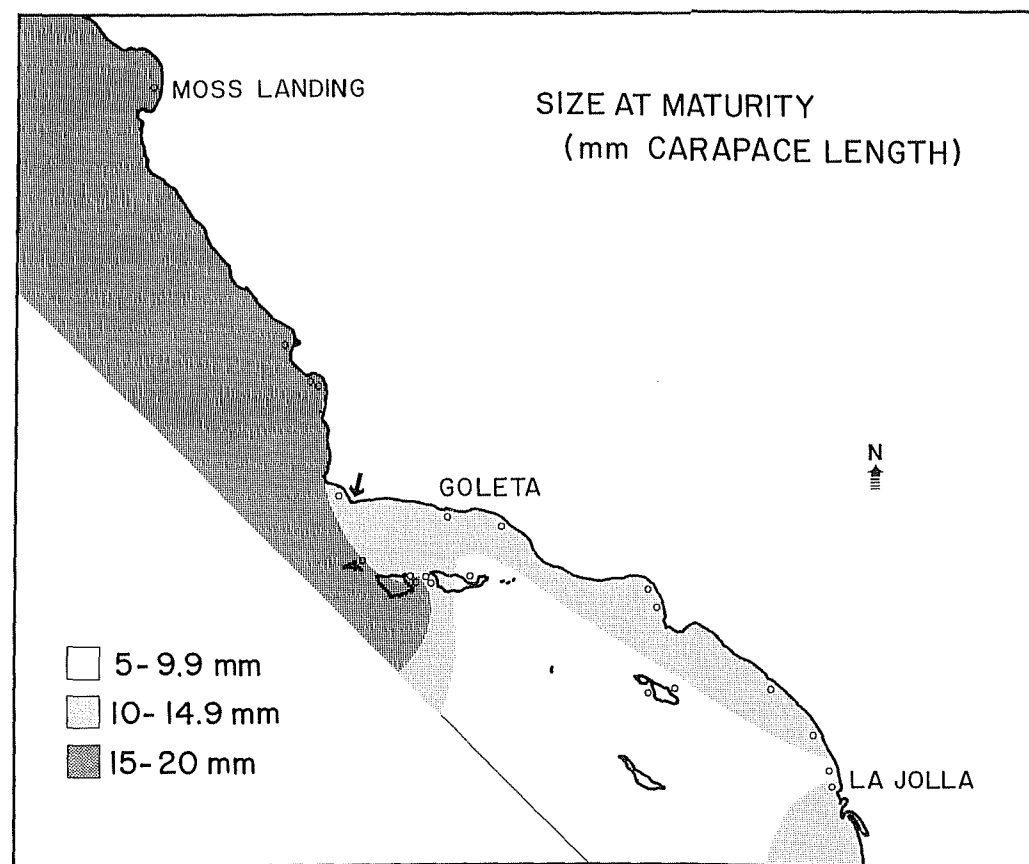 MOSS LANDING
SIZE AT MATURITY
(mm CARAPACE LENGTH)
N
GOLETA
5-9.9 mm
10-14.9 mm
15-20 mm
LA JOLLA